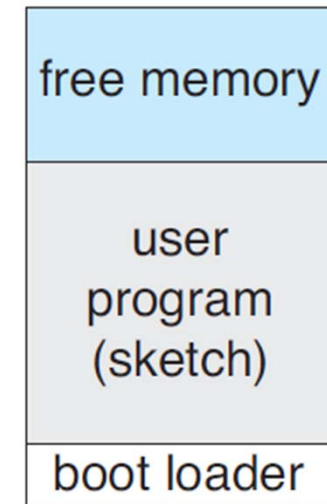 free memory
user
program
(sketch)
boot loader